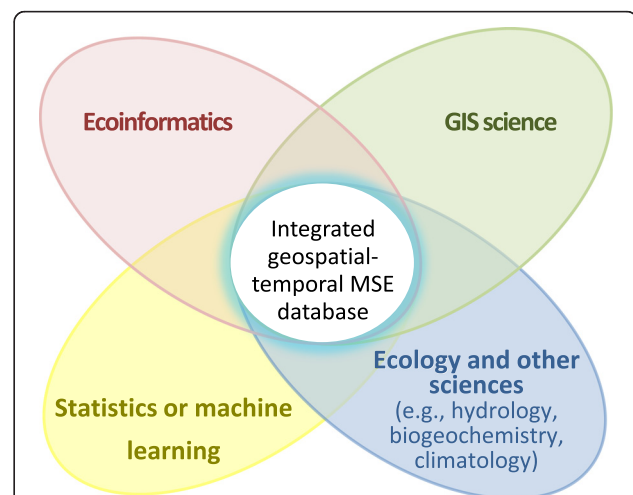 Ecoinformatics
GIS science
Integrated
geospatial-
temporal MSE
database
Statistics or machine
learning
Ecology and other
sciences
(e.g., hydrology,
biogeochemistry,
climatology)